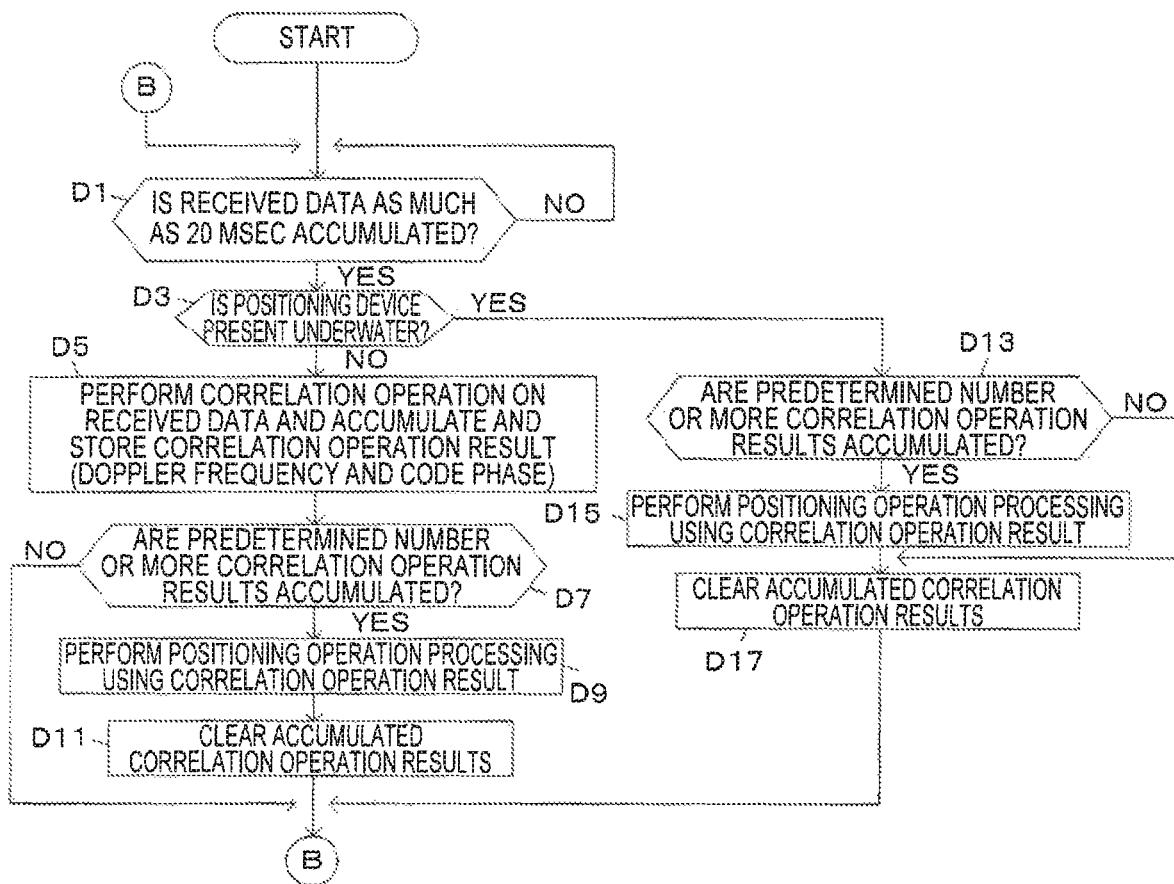 START
B
D1
IS RECEIVED DATA AS MUCH
AS 20 MSEC ACCUMULATED?
NO
YES
D3
IS POSITIONING DEVICE
PRESENT UNDERWATER?
YES
NO
D5
PERFORM CORRELATION OPERATION ON
RECEIVED DATA AND ACCUMULATE AND
STORE CORRELATION OPERATION RESULT
(DOPPLER FREQUENCY AND CODE PHASE)
D13
ARE PREDETERMINED NUMBER
OR MORE CORRELATION OPERATION
RESULTS ACCUMULATED?
NO
YES
D15
PERFORM POSITIONING OPERATION PROCESSING
USING CORRELATION OPERATION RESULT
NO
ARE PREDETERMINED NUMBER
OR MORE CORRELATION OPERATION
RESULTS ACCUMULATED?
D7
YES
CLEAR ACCUMULATED CORRELATION
OPERATION RESULTS
D17
PERFORM POSITIONING OPERATION PROCESSING
USING CORRELATION OPERATION RESULT
D9
D11
CLEAR ACCUMULATED
CORRELATION OPERATION RESULTS
B